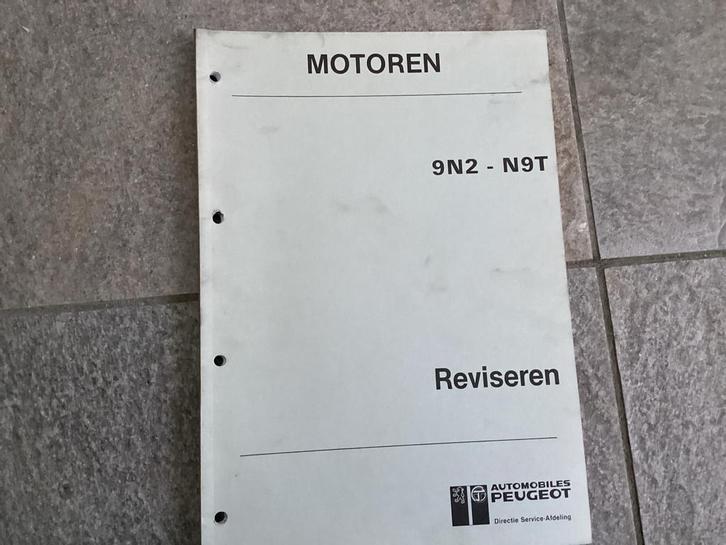 MOTOREN
9N2 - N9T
Reviseren
AUTOMOBILES
PEUGEOT
Directie Service-Afdeling